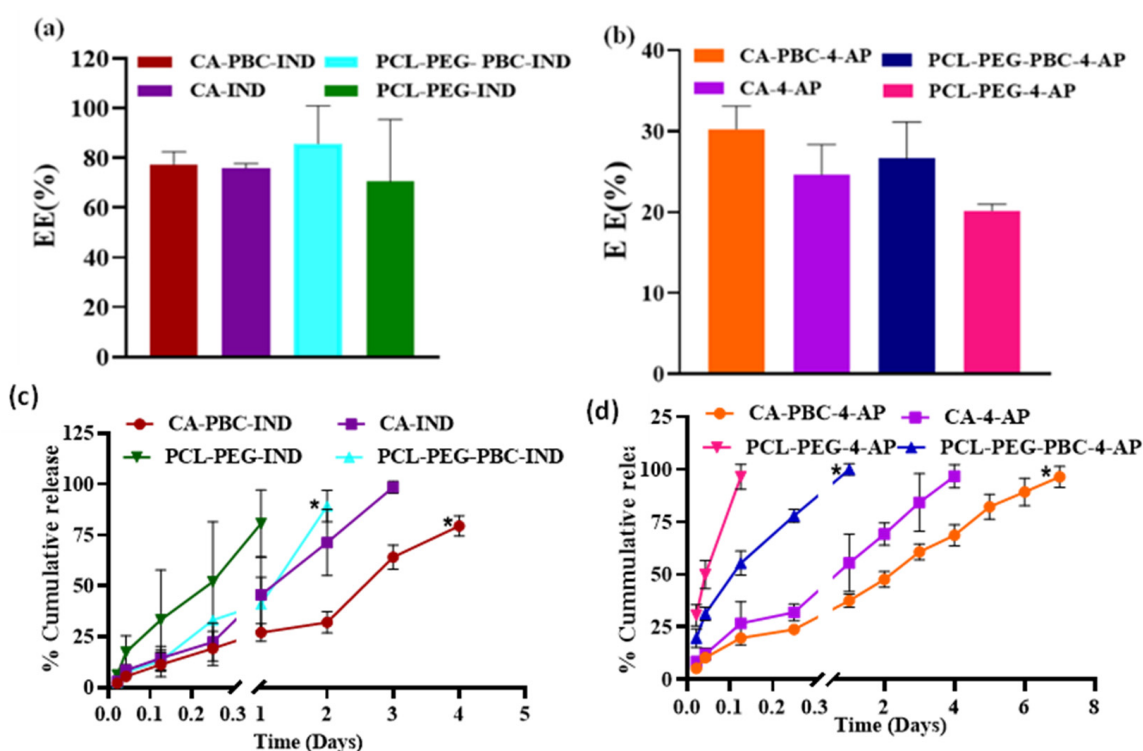 (a)
CA-PBC-IND PCL-PEG- PBC-IND
CA-IND PCL-PEG-IND
EE(%)
120
100
80
60
40
20
0
(b)
CA-PBC-4-AP PCL-PEG-PBC-4-AP
CA-4-AP PCL-PEG-4-AP
E E(%)
40
30
20
10
0
(c)
CA-PBC-IND CA-IND
PCL-PEG-IND PCL-PEG-PBC-IND
% Cumulative release
125
100
75
50
25
0
* *
0.0 0.1 0.2 0.3 1 2 3 4 5
Time (Days)
(d)
CA-PBC-4-AP CA-4-AP
PCL-PEG-4-AP PCL-PEG-PBC-4-AP
% Cummulative relea
25
100
75
50
25
0
* *
0.0 0.1 0.2 0.3 2 4 6 8
Time (Days)